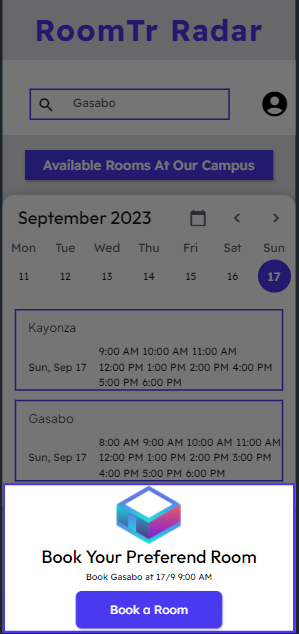 RoomTr Radar
Gasabo
Available Rooms At Our Campus
September 2023
Mon Tue Wed Thu Fri Sat Sun
11 12 13 14 15 16 17
Kayonza
9:00 AM 10:00 AM 11:00 AM
Sun, Sep 17 12:00 PM 1:00 PM 2:00 PM 4:00 PM
5:00 PM 6:00 PM
Gasabo
8:00 AM 9:00 AM 10:00 AM 11:00 AM
Sun, Sep 17 12:00 PM 1:00 PM 2:00 PM 3:00 PM
4:00 PM 5:00 PM 6:00 PM
Book Your Preferend Room
Book Gasabo at 17/9 9:00 AM
Book a Room